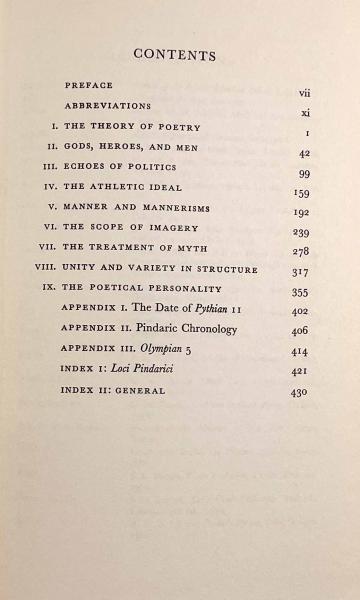 CONTENTS
PREFACE vii
ABBREVIATIONS xi
I. THE THEORY OF POETRY 1
II. GODS, HEROES, AND MEN 42
III. ECHOES OF POLITICS 99
IV. THE ATHLETIC IDEAL 159
V. MANNER AND MANNERISMS 192
VI. THE SCOPE OF IMAGERY 239
VII. THE TREATMENT OF MYTH 278
VIII. UNITY AND VARIETY IN STRUCTURE 317
IX. THE POETICAL PERSONALITY 355
APPENDIX I. The Date of Pythian 11 402
APPENDIX II. Pindaric Chronology 406
APPENDIX III. Olympian 5 414
INDEX I: Loci Pindarici 421
INDEX II: GENERAL 430